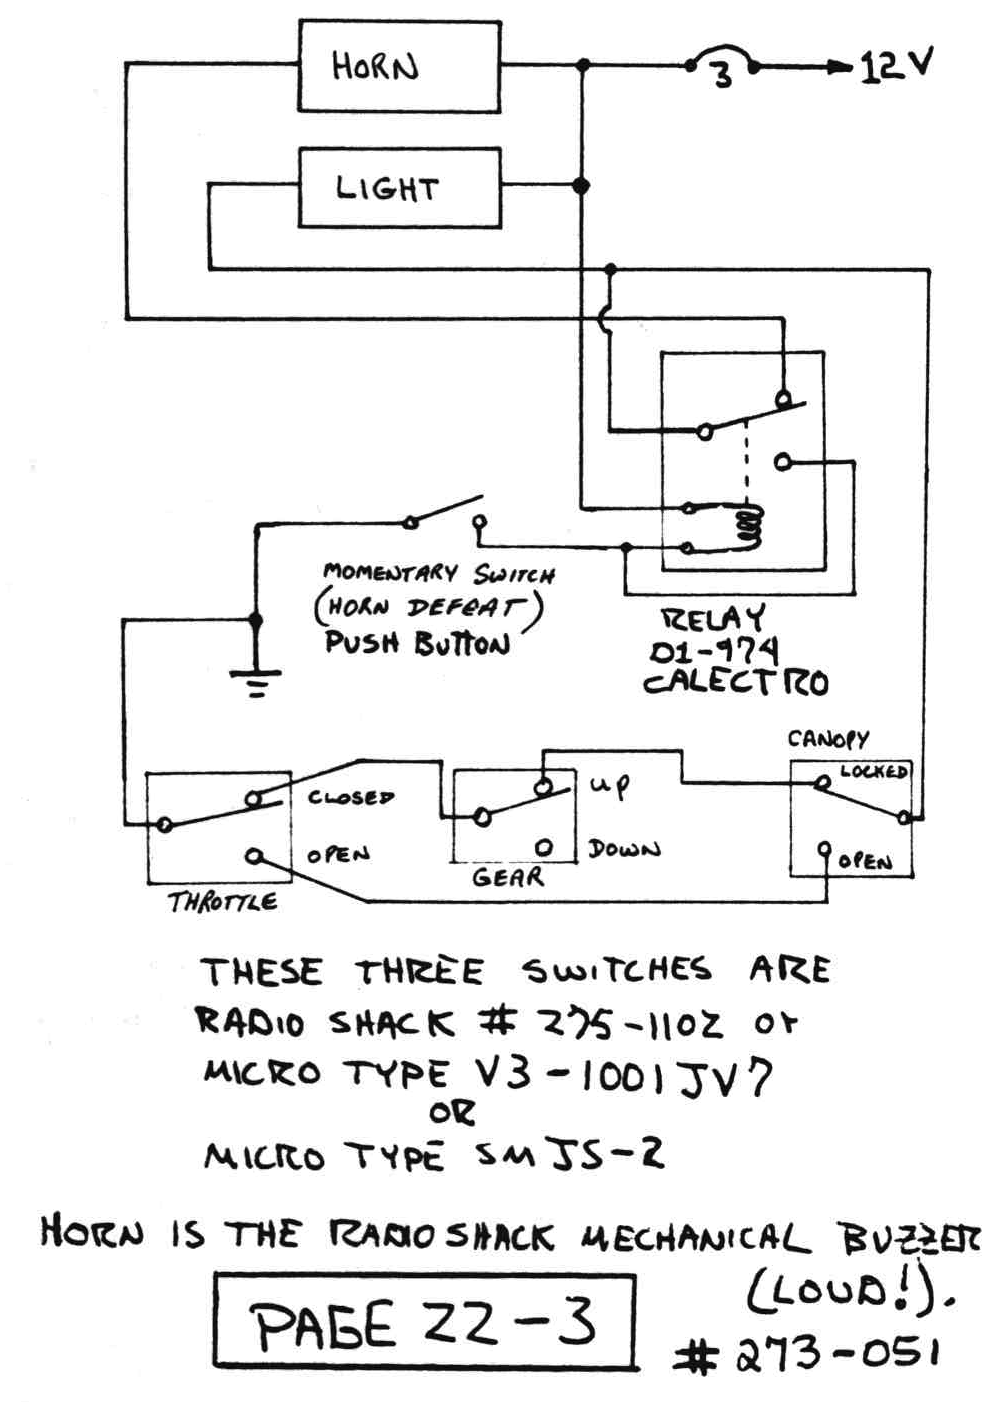 HORN
3
12V
LIGHT
MOMENTARY SWITCH
(HORN DEFEAT)
PUSH BUTTON
RELAY
D1-974
CALECTRO
CANOPY
LOCKED
CLOSED
UP
OPEN
DOWN
OPEN
THROTTLE
GEAR
THESE THREE SWITCHES ARE
RADIO SHACK # 275-1102 or
MICRO TYPE V3-1001JV7
OR
MICRO TYPE SMJS-2
HORN IS THE RADIO SHACK MECHANICAL BUZZER
(LOUD!).
PAGE 22-3
# 273-051